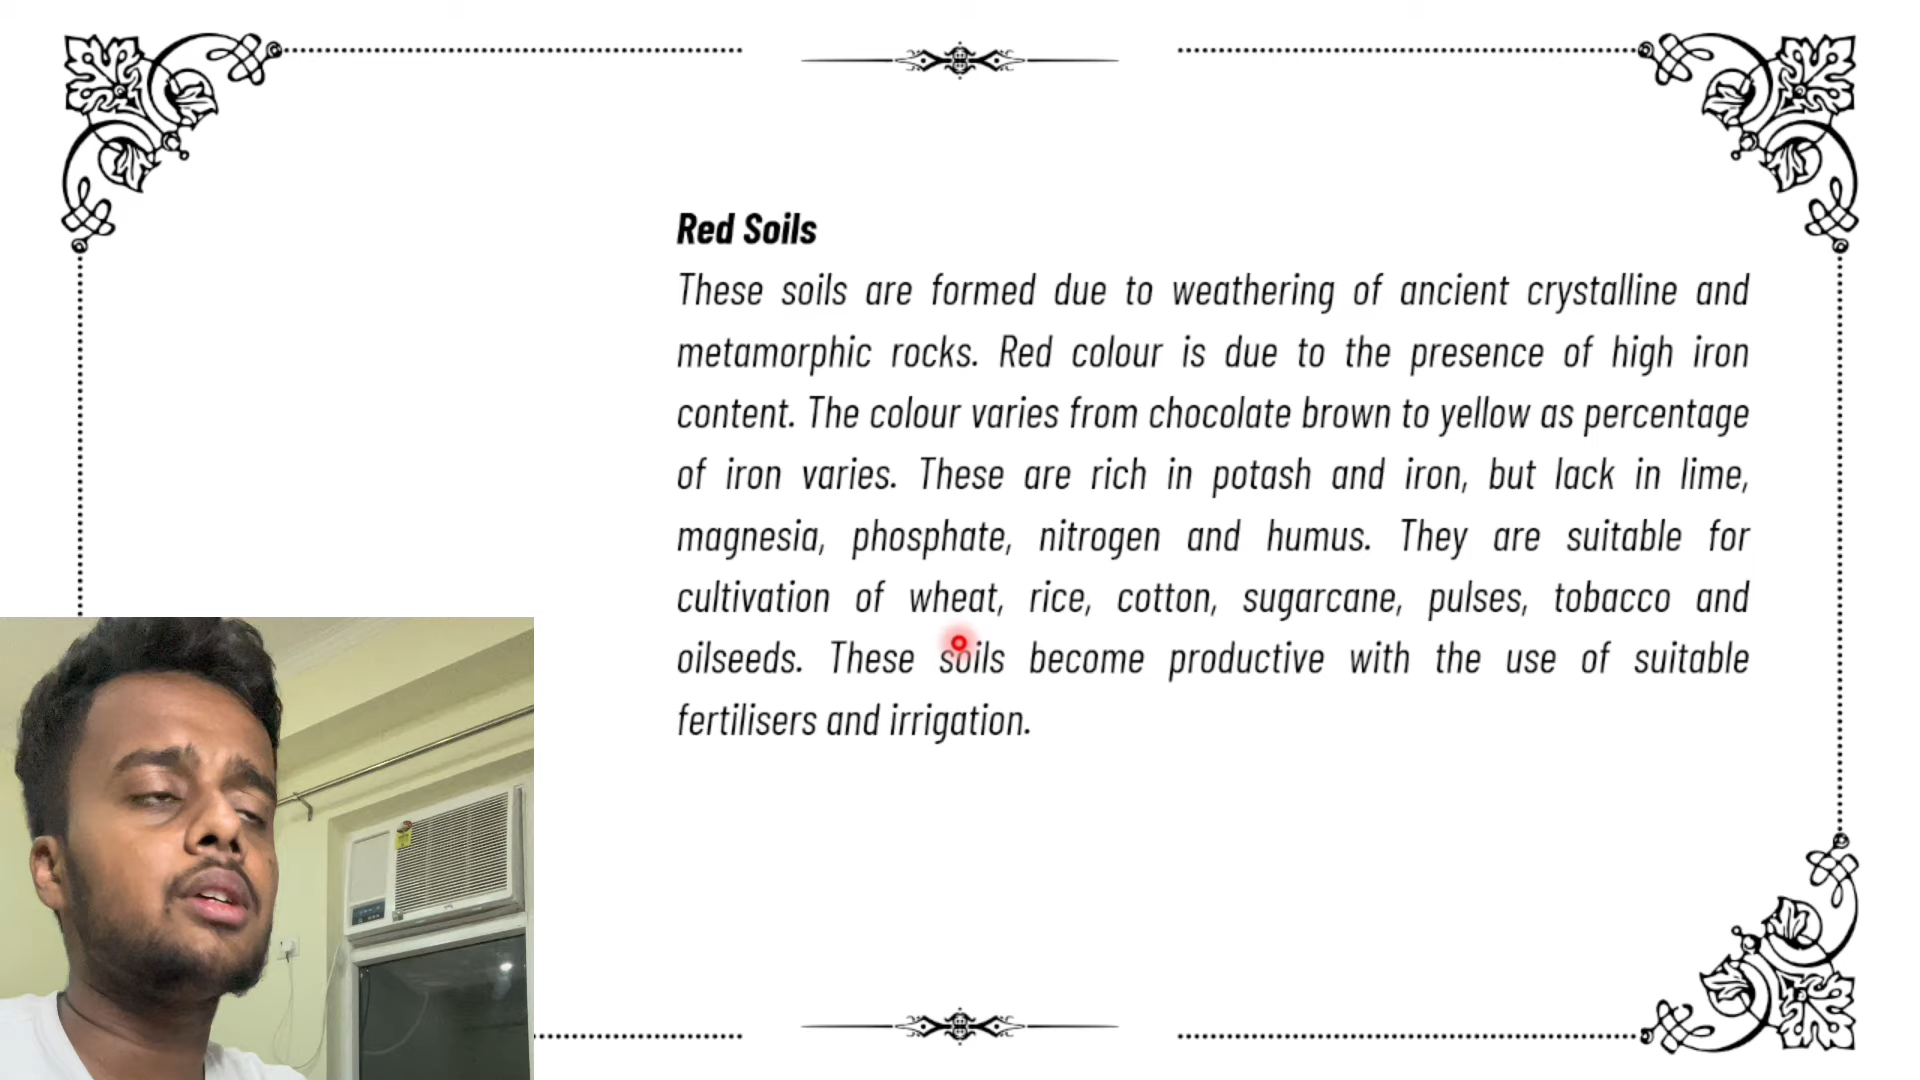 Red Soils
These soils are formed due to weathering of ancient crystalline and
metamorphic rocks. Red colour is due to the presence of high iron
content. The colour varies from chocolate brown to yellow as percentage
of iron varies. These are rich in potash and iron, but lack in lime,
magnesia, phosphate, nitrogen and humus. They are suitable for
cultivation of wheat, rice, cotton, sugarcane, pulses, tobacco and
oilseeds. These soils become productive with the use of suitable
fertilisers and irrigation.